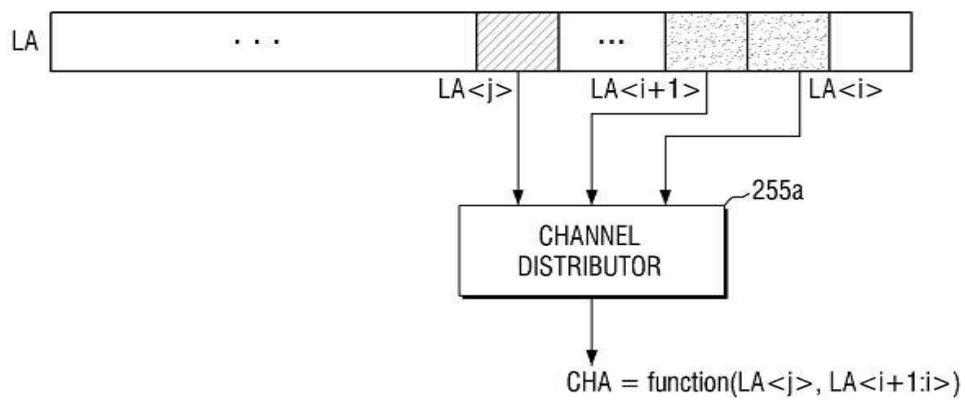 LA
... ...
LA<j> LA<i+1> LA<i>
255a
CHANNEL
DISTRIBUTOR
CHA = function(LA<j>, LA<i+1:i>)